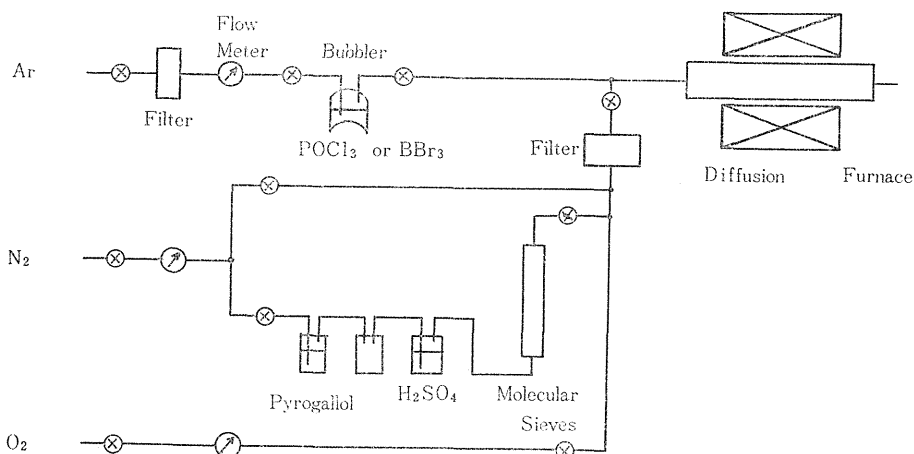 Flow
Meter
Bubbler
Ar
Filter
POCl₃ or BBr₃
Filter
Diffusion Furnace
N₂
Pyrogallol
H₂SO₄
Molecular
Sieves
O₂